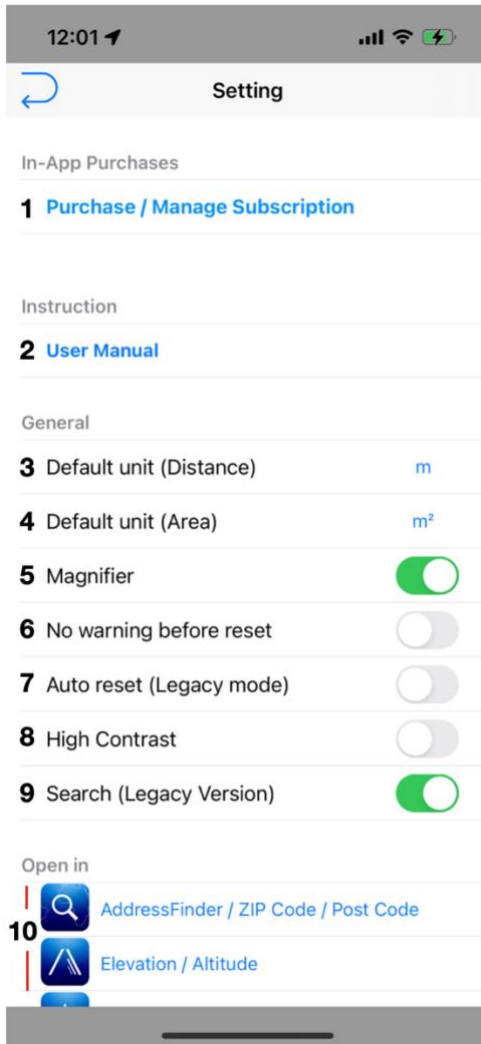 12:01
Setting
In-App Purchases
1 Purchase / Manage Subscription
Instruction
2 User Manual
General
3 Default unit (Distance) m
4 Default unit (Area) m²
5 Magnifier
6 No warning before reset
7 Auto reset (Legacy mode)
8 High Contrast
9 Search (Legacy Version)
Open in
10
AddressFinder / ZIP Code / Post Code
Elevation / Altitude